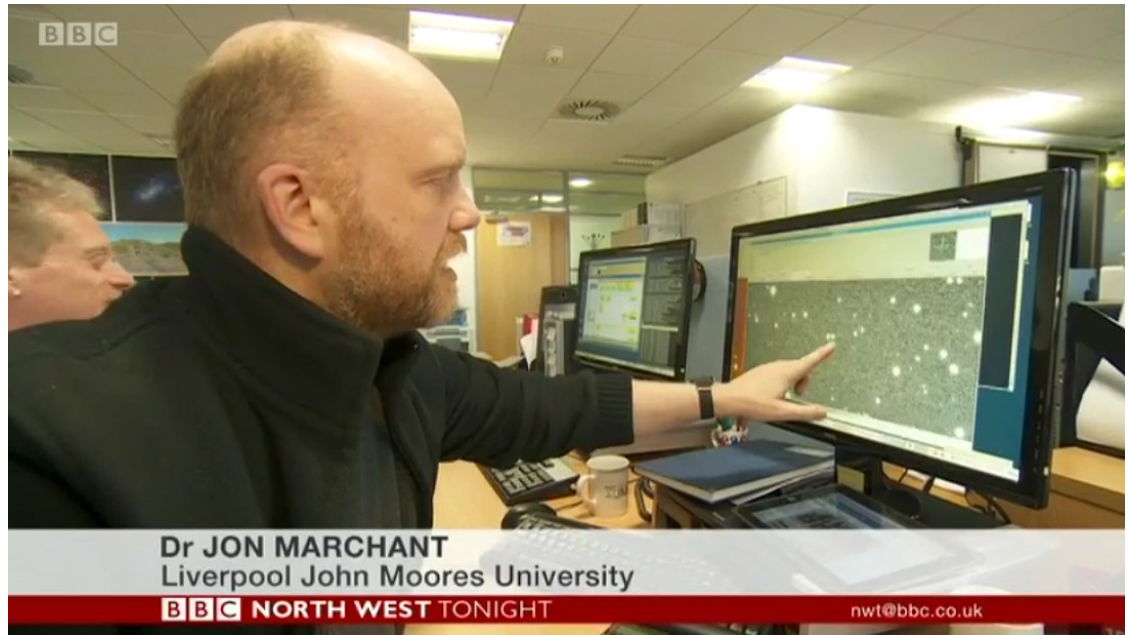 BBC
Dr JON MARCHANT
Liverpool John Moores University
BBC NORTH WEST TONIGHT
nwt@bbc.co.uk